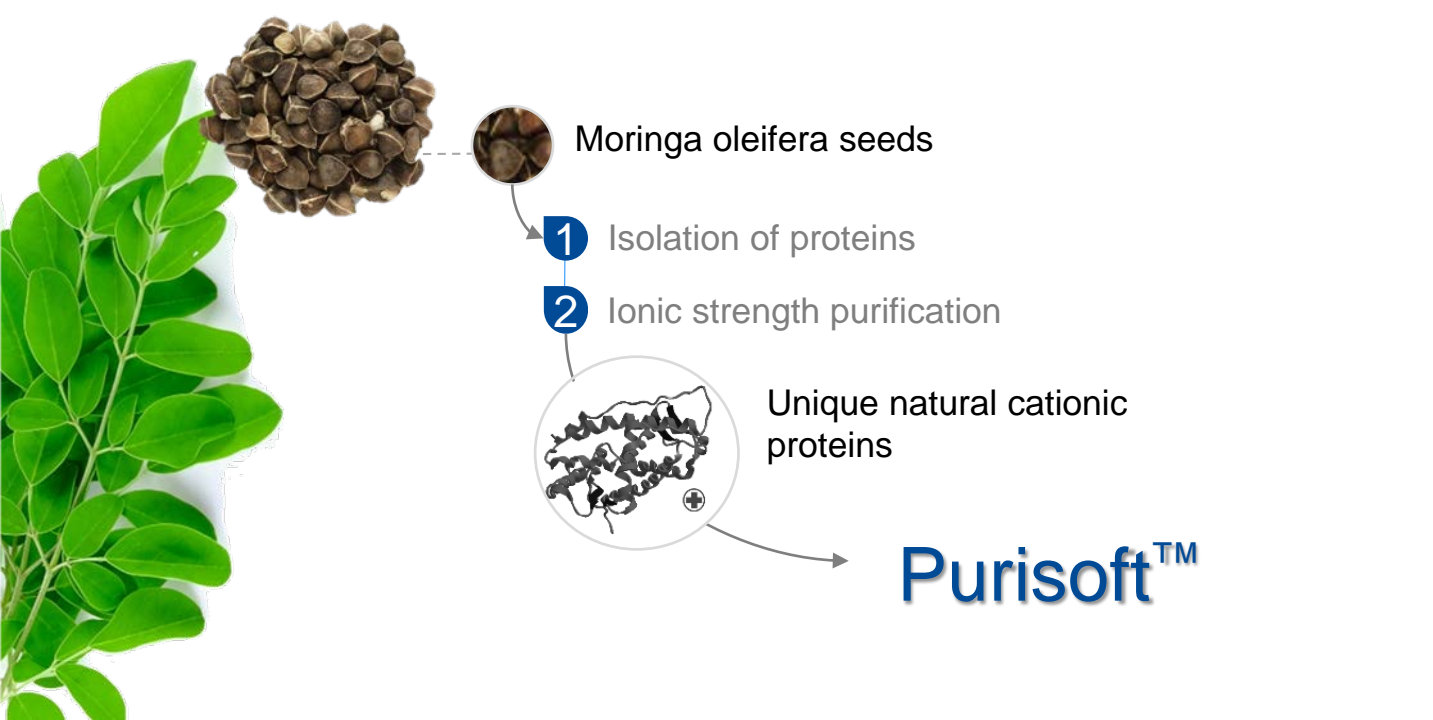 Moringa oleifera seeds
1 Isolation of proteins
2 Ionic strength purification
Unique natural cationic
proteins
Purisoft™